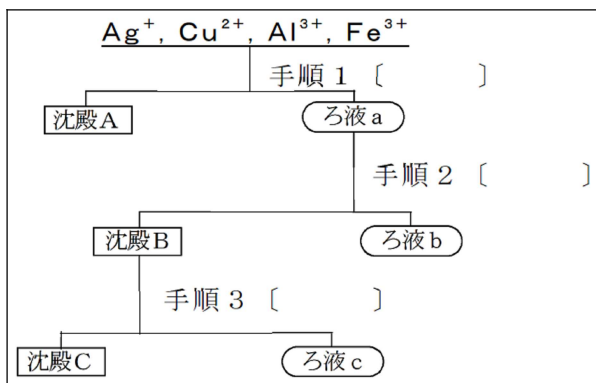 Ag⁺, Cu²⁺, Al³⁺, Fe³⁺
手順1〔　　　〕
沈殿A　ろ液a
手順2〔　　　〕
沈殿B　ろ液b
手順3〔　　　〕
沈殿C　ろ液c